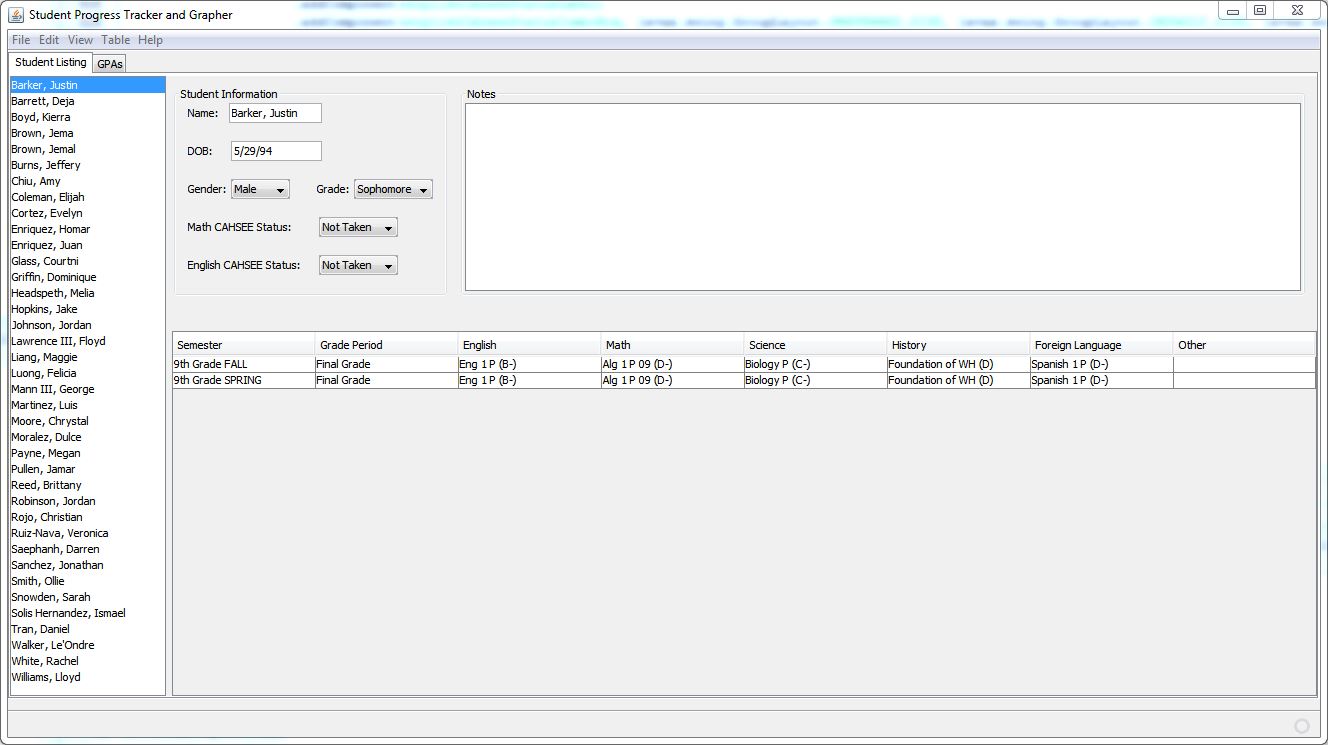 Student Progress Tracker and Grapher
File Edit View Table Help
Student Listing GPAs
Barker, Justin
Barrett, Deja
Boyd, Kierra
Brown, Jema
Brown, Jemal
Burns, Jeffery
Chiu, Amy
Coleman, Elijah
Cortez, Evelyn
Enriquez, Homar
Enriquez, Juan
Glass, Courtni
Griffin, Dominique
Headspeth, Melia
Hopkins, Jake
Johnson, Jordan
Lawrence III, Floyd
Liang, Maggie
Luong, Felicia
Mann III, George
Martinez, Luis
Moore, Chrystal
Moralez, Dulce
Payne, Megan
Pullen, Jamar
Reed, Brittany
Robinson, Jordan
Rojo, Christian
Ruiz-Nava, Veronica
Saephanh, Darren
Sanchez, Jonathan
Smith, Ollie
Snowden, Sarah
Solis Hernandez, Ismael
Tran, Daniel
Walker, Le'Ondre
White, Rachel
Williams, Lloyd
Student Information
Name: Barker, Justin
DOB: 5/29/94
Gender: Male Grade: Sophomore
Math CAHSEE Status: Not Taken
English CAHSEE Status: Not Taken
Notes
Semester Grade Period English Math Science History Foreign Language Other
9th Grade FALL Final Grade Eng 1 P (B-) Alg 1 P 09 (D-) Biology P (C-) Foundation of WH (D) Spanish 1 P (D-)
9th Grade SPRING Final Grade Eng 1 P (B-) Alg 1 P 09 (D-) Biology P (C-) Foundation of WH (D) Spanish 1 P (D-)